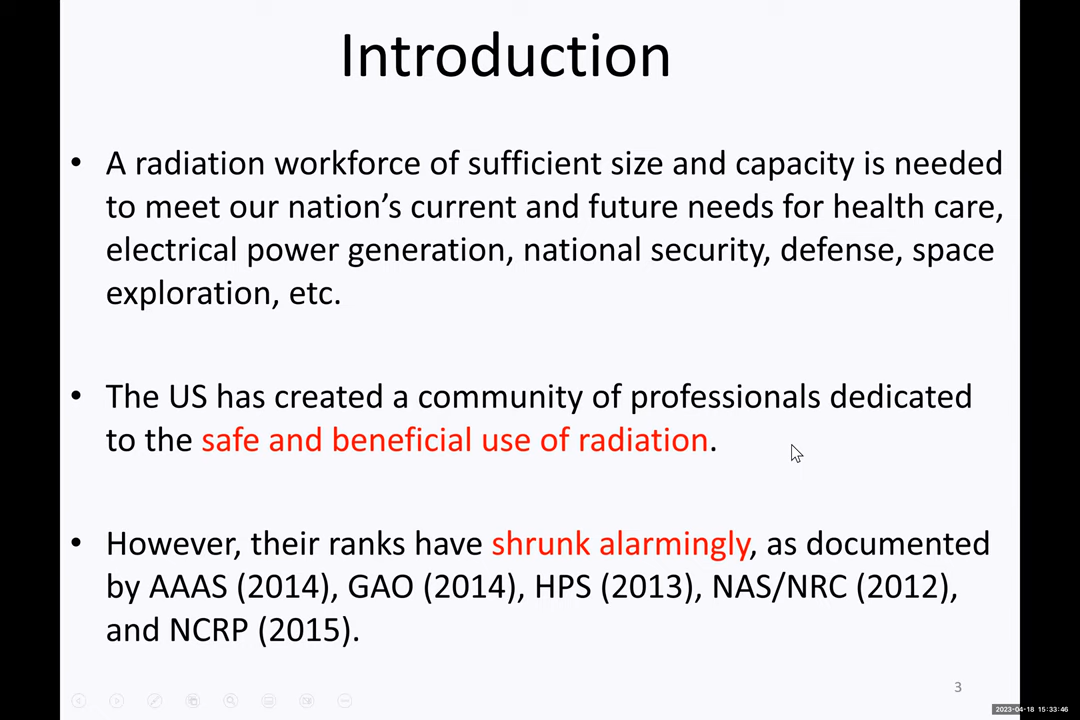 Introduction
• A radiation workforce of sufficient size and capacity is needed
to meet our nation’s current and future needs for health care,
electrical power generation, national security, defense, space
exploration, etc.
• The US has created a community of professionals dedicated
to the safe and beneficial use of radiation.
• However, their ranks have shrunk alarmingly, as documented
by AAAS (2014), GAO (2014), HPS (2013), NAS/NRC (2012),
and NCRP (2015).
3
2023-04-18 15:33:46